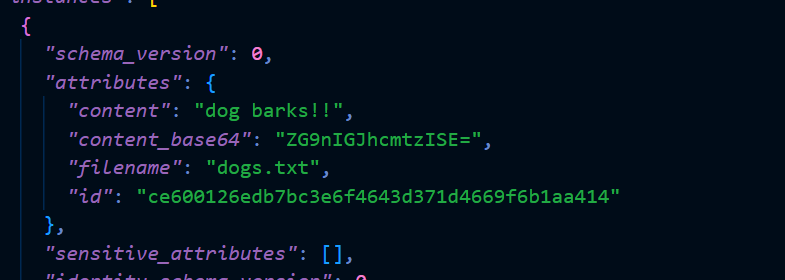 instances": [
{
"schema_version": 0,
"attributes": {
"content": "dog barks!!",
"content_base64": "ZG9nIGJhcmtzISE=",
"filename": "dogs.txt",
"id": "ce600126edb7bc3e6f4643d371d4669f6b1aa414"
},
"sensitive_attributes": [],
"identity_schema_version": 0